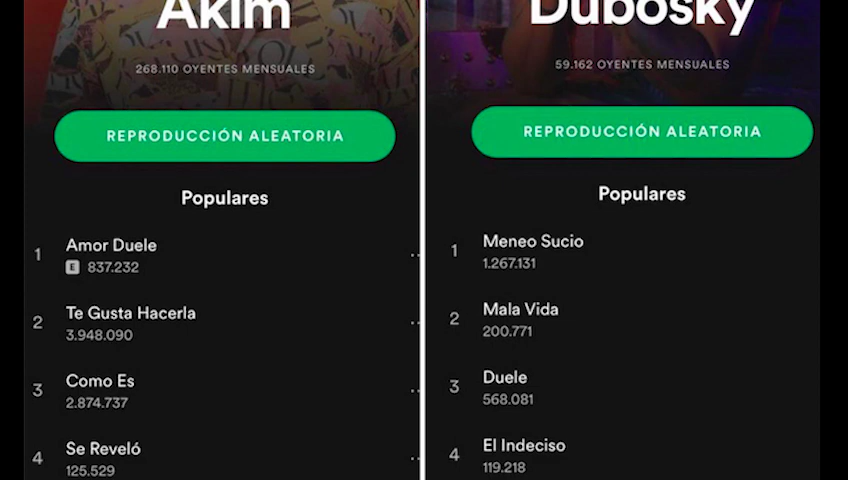 Akim
268.110 OYENTES MENSUALES
REPRODUCCIÓN ALEATORIA
Populares
1
Amor Duele
E 837.232
2
Te Gusta Hacerla
3.948.090
3
Como Es
2.874.737
4
Se Reveló
125.529
Dubosky
59.162 OYENTES MENSUALES
REPRODUCCIÓN ALEATORIA
Populares
1
Meneo Sucio
1.267.131
2
Mala Vida
200.771
3
Duele
568.081
4
El Indeciso
119.218